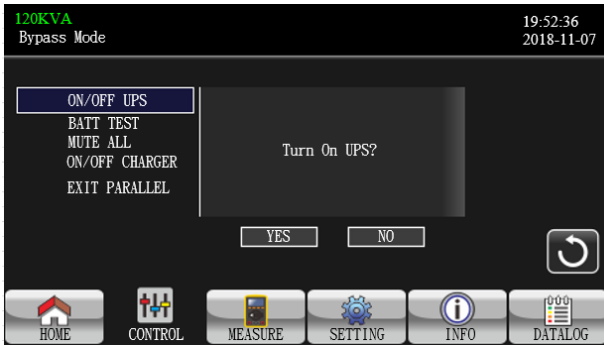 120KVA
Bypass Mode
19:52:36
2018-11-07
ON/OFF UPS
BATT TEST
MUTE ALL
ON/OFF CHARGER
EXIT PARALLEL
Turn On UPS?
YES NO
HOME CONTROL MEASURE SETTING INFO DATALOG